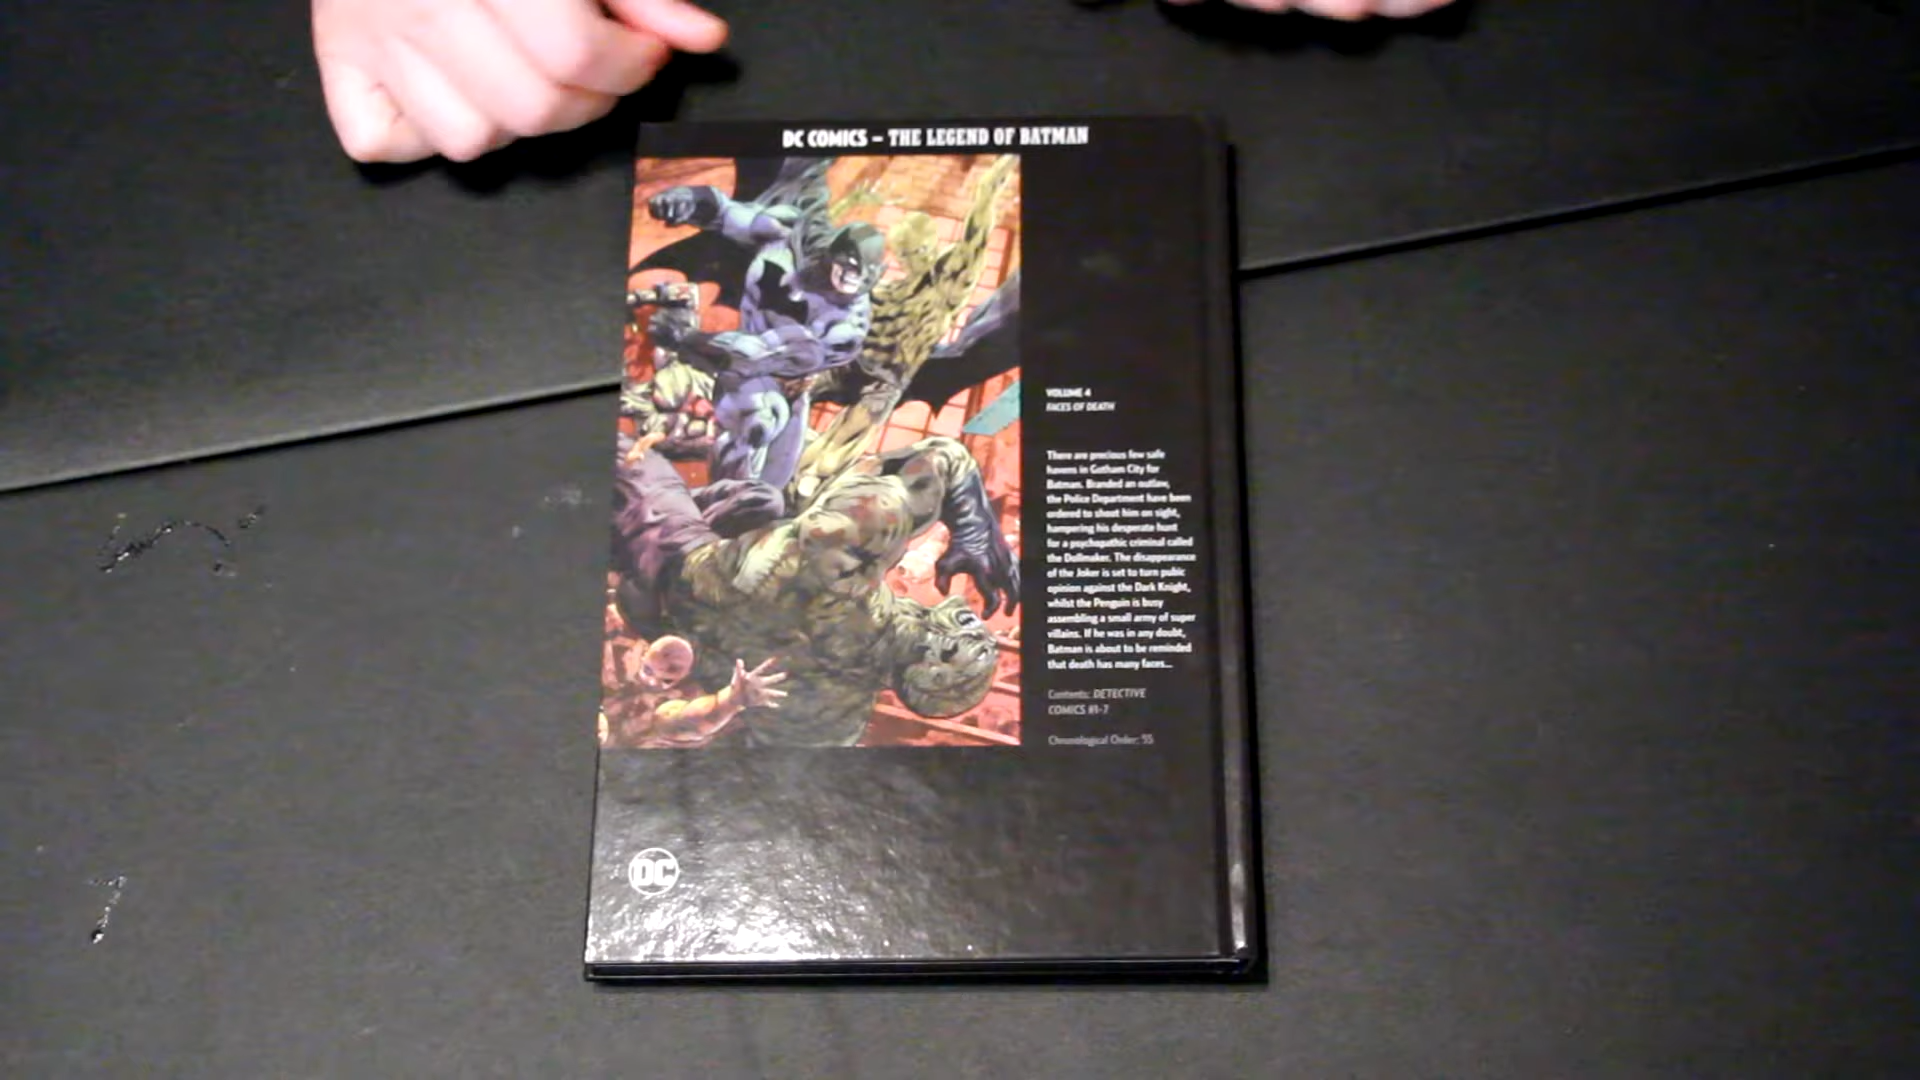 DC COMICS – THE LEGEND OF BATMAN
VOLUME 4
FACES OF DEATH
There are precious few safe
havens in Gotham City for
Batman. Branded an outlaw,
the Police Department have been
ordered to shoot him on sight,
hampering his desperate hunt
for a psychopathic criminal called
the Dollmaker. The disappearance
of the Joker is set to turn pubic
opinion against the Dark Knight,
whilst the Penguin is busy
assembling a small army of super
villains. If he was in any doubt,
Batman is about to be reminded
that death has many faces...
Contents: DETECTIVE
COMICS #1-7
Chronological Order: 55
DC